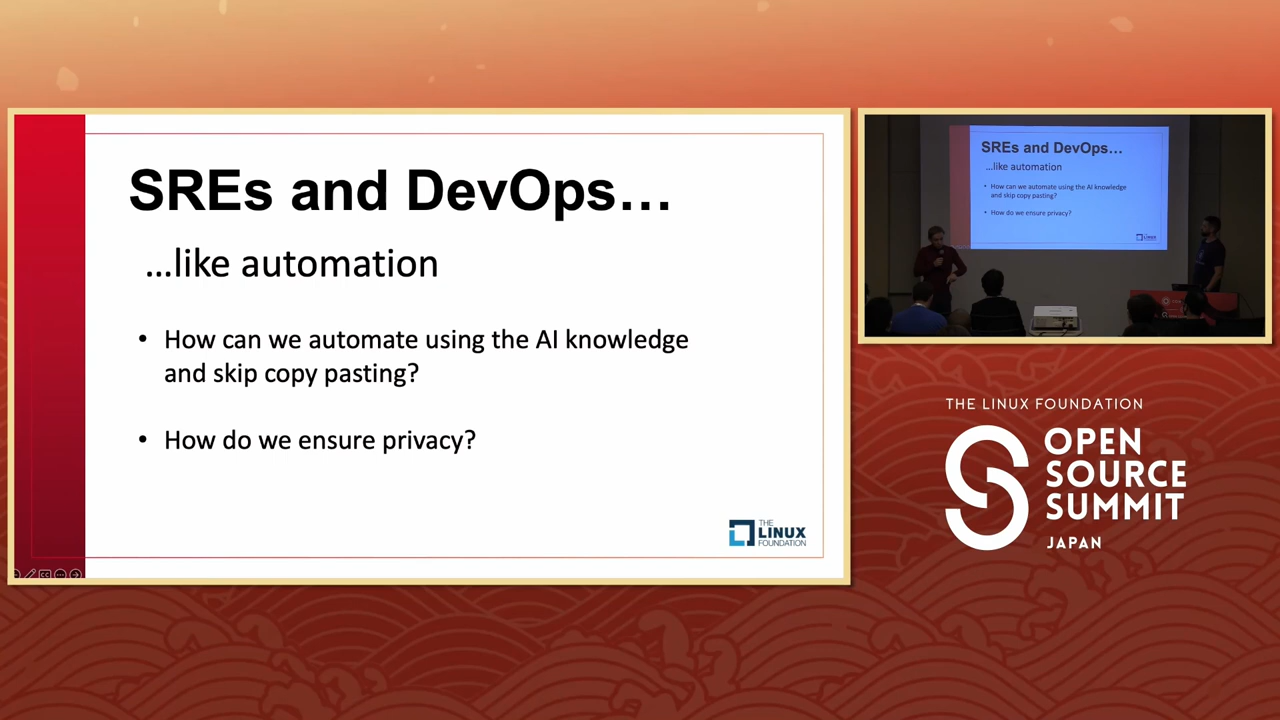 SREs and DevOps…
...like automation
• How can we automate using the AI knowledge
and skip copy pasting?
• How do we ensure privacy?
THE
LINUX
FOUNDATION
SREs and DevOps…
...like automation
• How can we automate using the AI knowledge
and skip copy pasting?
• How do we ensure privacy?
LINUX
THE LINUX FOUNDATION
OPEN
SOURCE
SUMMIT
JAPAN